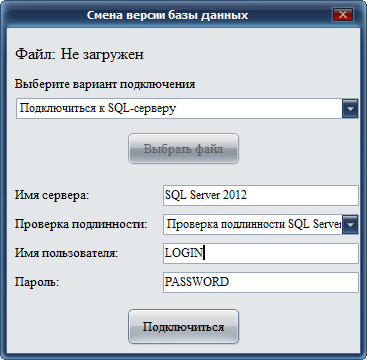 Смена версии базы данных
Файл: Не загружен
Выберите вариант подключения
Подключиться к SQL-серверу
Выбрать файл
Имя сервера: SQL Server 2012
Проверка подлинности: Проверка подлинности SQL Server
Имя пользователя: LOGIN
Пароль: PASSWORD
Подключиться